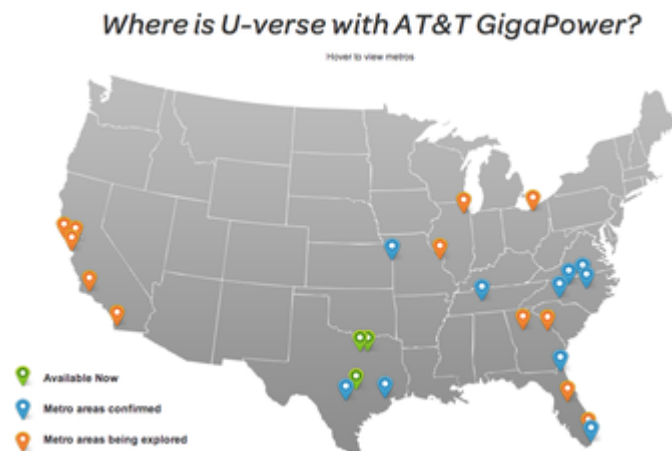 Where is U-verse with AT&T GigaPower?
Hover to view metros
Available Now
Metro areas confirmed
Metro areas being explored